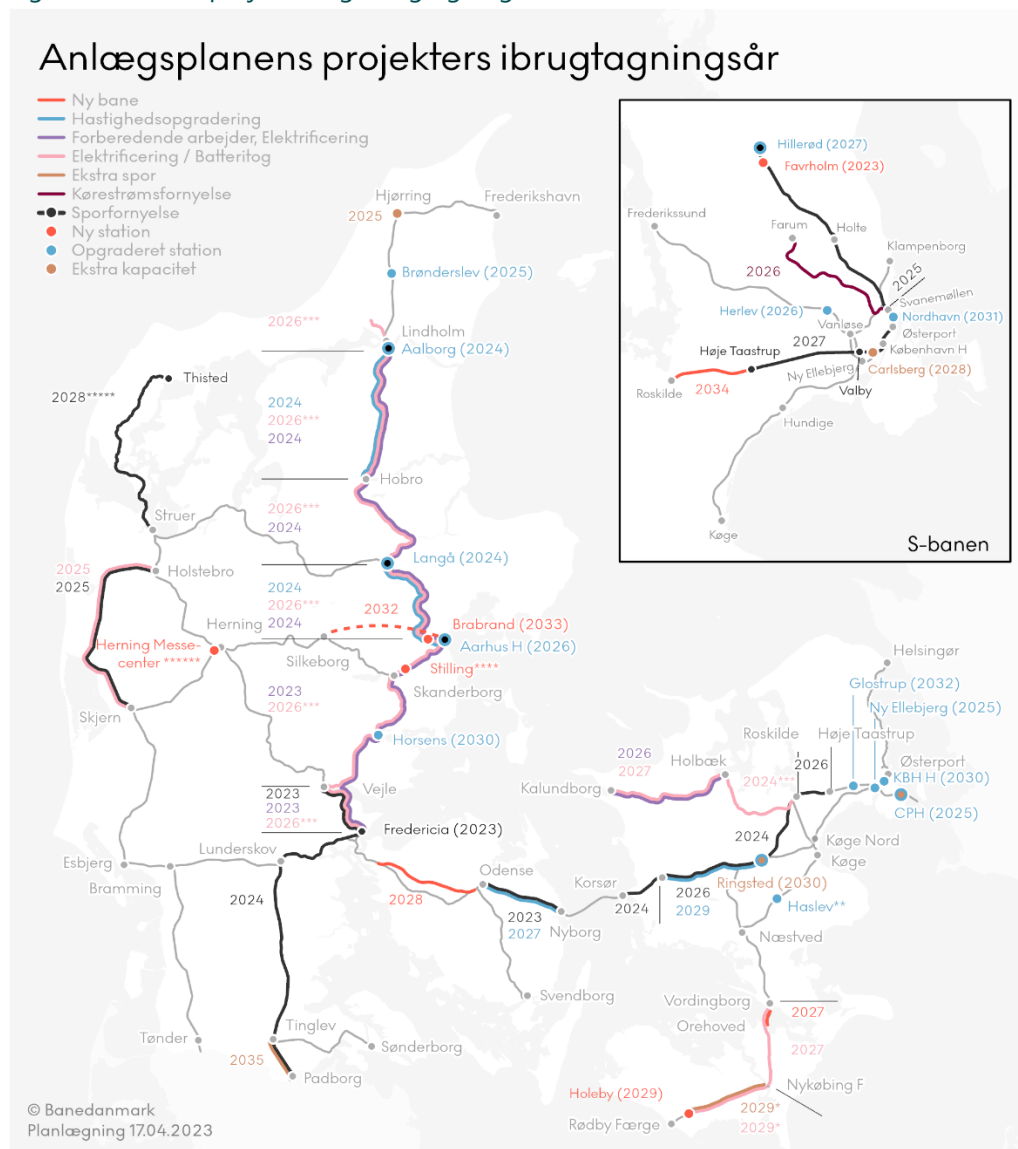 Anlægsplanens projekters ibrugtagningsår
Ny bane
Hastighedsopgradering
Forberedende arbejder, Elektrificering
Elektrificering / Batteritog
Ekstra spor
Kørestrømsfornyelse
Sporfornyelse
Ny station
Opgraderet station
Ekstra kapacitet
Hjørring
2025
Frederikshavn
Brønderslev (2025)
2026***
Lindholm
Aalborg (2024)
Thisted
2028*****
2024
2026***
2024
Hobro
2026***
2024
Struer
Langå (2024)
2025
2025
Holstebro
2024
2026***
2024
2032
Herning
Brabrand (2033)
Aarhus H (2026)
Herning Messe-
center ******
Silkeborg
Stilling****
Skanderborg
2023
2026***
Skjern
Horsens (2030)
Vejle
2023
2023
2026***
Fredericia (2023)
Lunderskov
Esbjerg
Bramming
2024
Odense
2028
2023
2027
Nyborg
Svendborg
Tønder
Tinglev
Sønderborg
2035
Padborg
Korsør
2024
2026
2029
Ringsted (2030)
2024
Kalundborg
2026
2027
Holbæk
2024***
Roskilde
2026
Høje Taastrup
Helsingør
Glostrup (2032)
Ny Ellebjerg (2025)
Østerport
KBH H (2030)
CPH (2025)
Køge Nord
Køge
Haslev**
Næstved
Vordingborg
2027
Orehoved
2027
Nykøbing F
Holeby (2029)
2029*
2029*
Rødby Færge
Hillerød (2027)
Favrholm (2023)
Frederikssund
Farum
Holte
Klampenborg
2026
2025
Svanemøllen
Herlev (2026)
Nordhavn (2031)
Vanløse
Østerport
2027
København H
Høje Taastrup
Ny Ellebjerg
Carlsberg (2028)
Roskilde
2034
Valby
Hundige
Køge
S-banen
© Banedanmark
Planlægning 17.04.2023